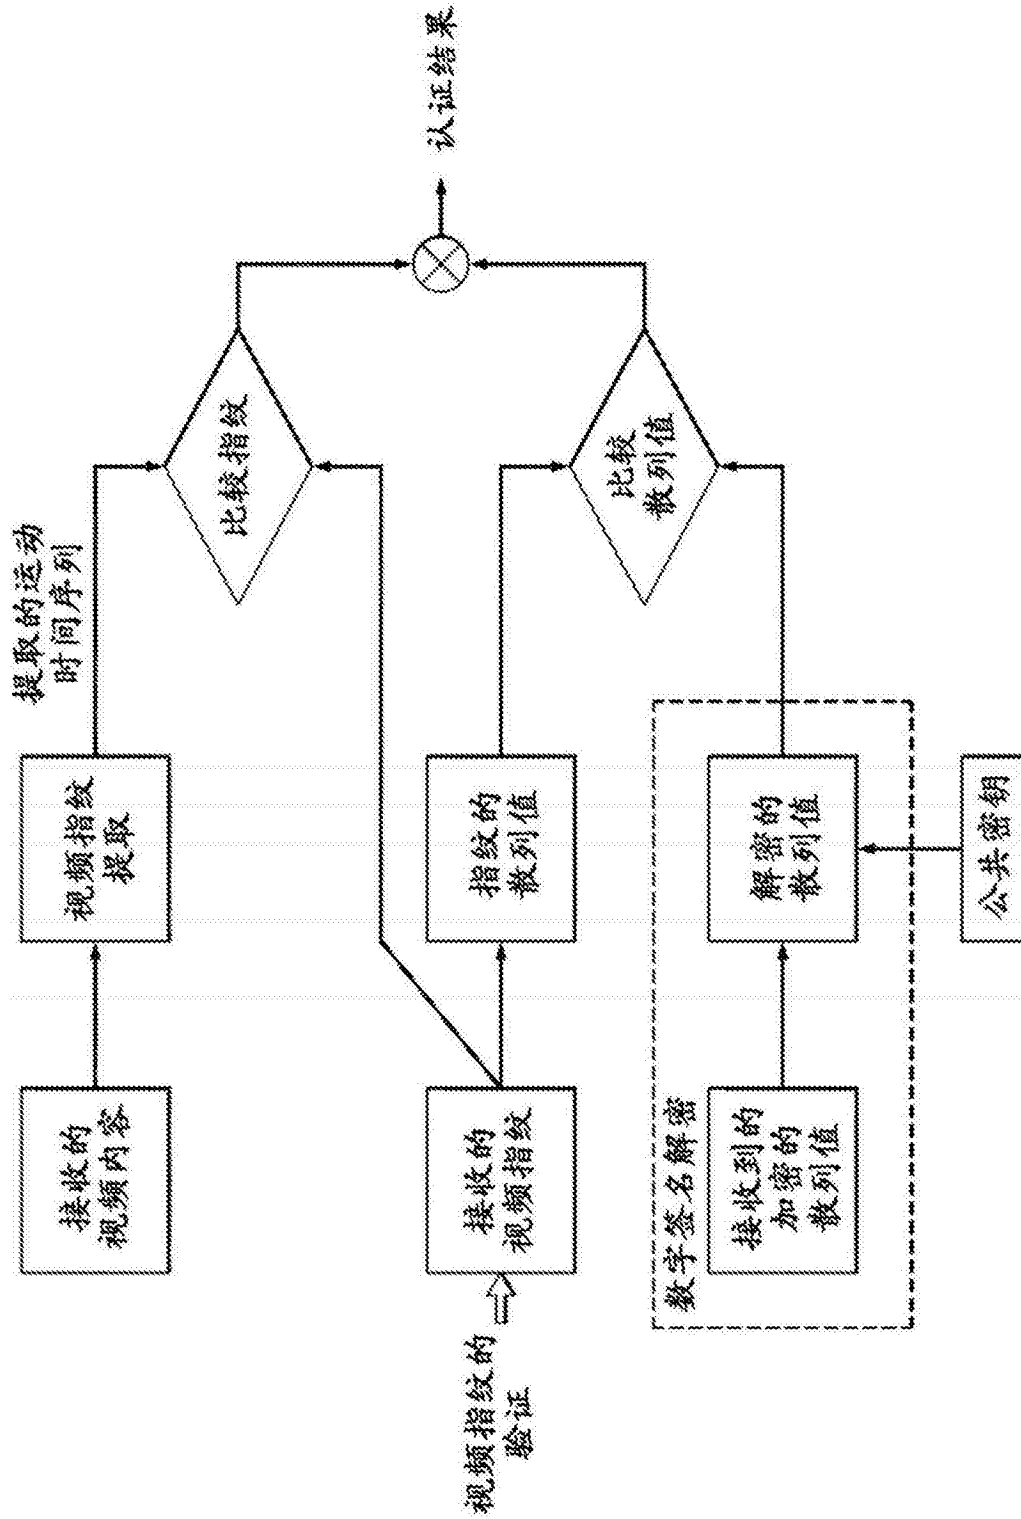 接收的
视频内容
视频指纹
提取
提取的运动
时间序列
比较指纹
认证结果
视频指纹的
验证
接收的
视频指纹
指纹的
散列值
比较
散列值
数字签名解密
接收到的
加密的
散列值
解密的
散列值
公共密钥